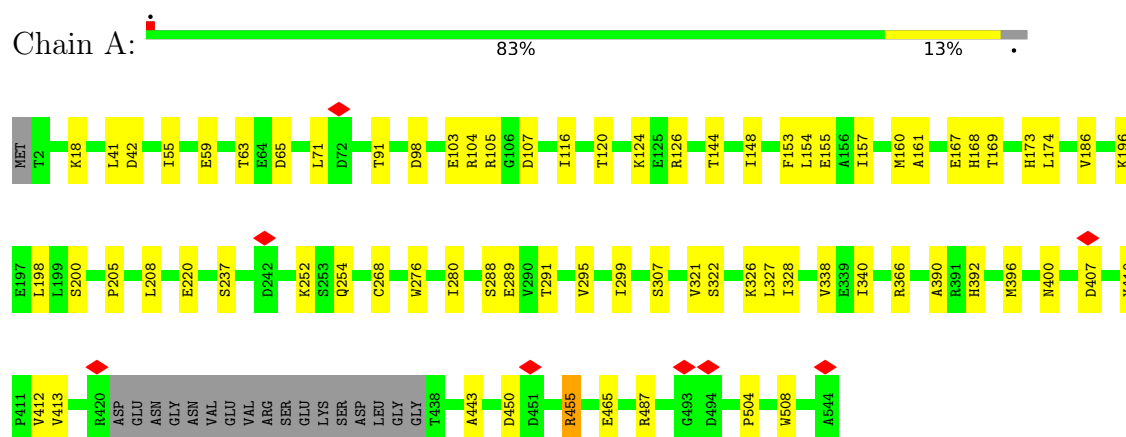 Chain A:
83%
13%
MET T2 K18 L41 D42 I55 E59 T63 E64 D65 L71 D72 T91 D98 E103 R104 R105 G106 D107 I116 T120 K124 E125 R126 T144 I148 F153 L154 E155 A156 I157 M160 A161 E167 H168 T169 H173 L174 V186 K196
E197 L198 L199 S200 P205 L208 E220 S237 D242 K252 S253 Q254 C268 W276 I280 S288 E289 V290 T291 V295 I299 S307 V321 S322 K326 L327 I328 V338 E339 I340 R366 A390 R391 H392 M396 N400 D407
P411 V412 V413 R420 ASP GLU ASN GLY ASN VAL GLU VAL ARG SER GLU LYS SER ASP LEU GLY GLY T438 A443 D450 D451 R455 E465 R487 G493 D494 P504 W508 A544